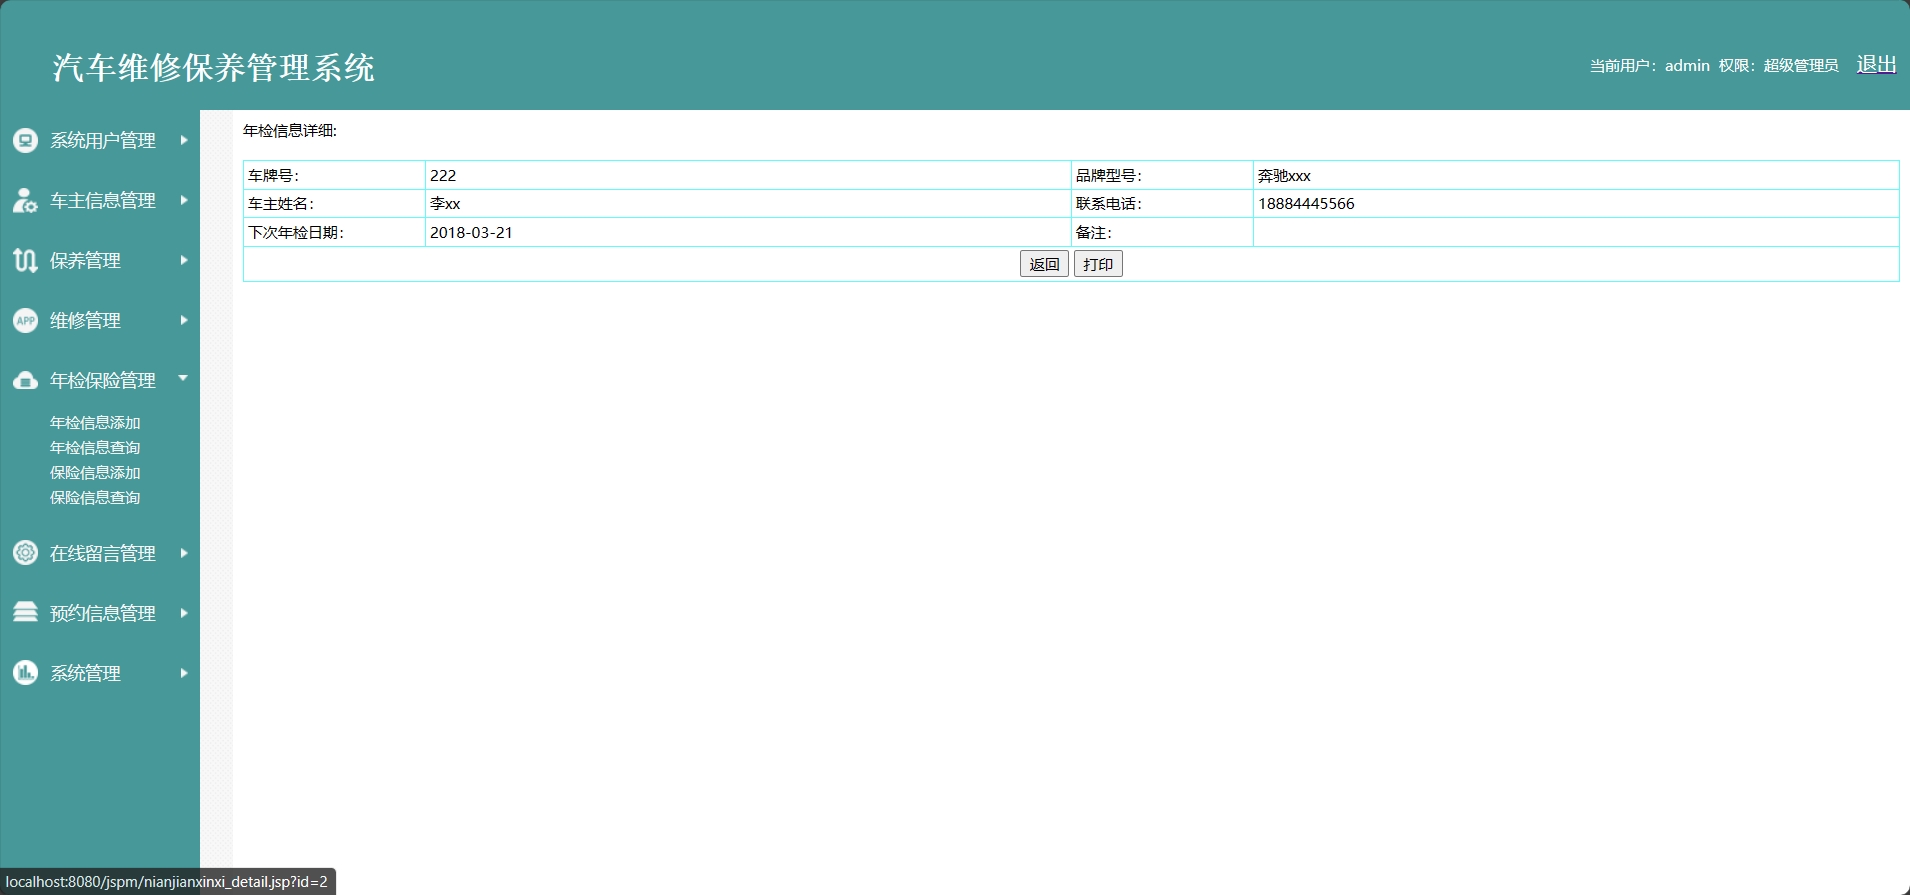 汽车维修保养管理系统
当前用户：admin 权限：超级管理员 退出
系统用户管理
车主信息管理
保养管理
APP 维修管理
年检保险管理
年检信息添加
年检信息查询
保险信息添加
保险信息查询
在线留言管理
预约信息管理
系统管理
年检信息详细:
车牌号： 222 品牌型号： 奔驰xxx
车主姓名： 李xx 联系电话： 18884445566
下次年检日期： 2018-03-21 备注：
返回 打印
localhost:8080/jspm/nianjianxinxi_detail.jsp?id=2